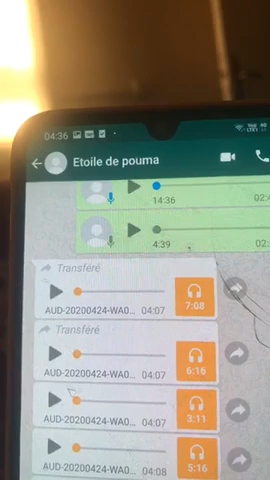 04:36
Etoile de pouma
14:36
4:39
Transféré
7:08
AUD-20200424-WA0... 04:07
Transféré
6:16
AUD-20200424-WA0... 04:07
3:11
AUD-20200424-WA0... 04:07
5:16
AUD-20200424-WA0... 04:08